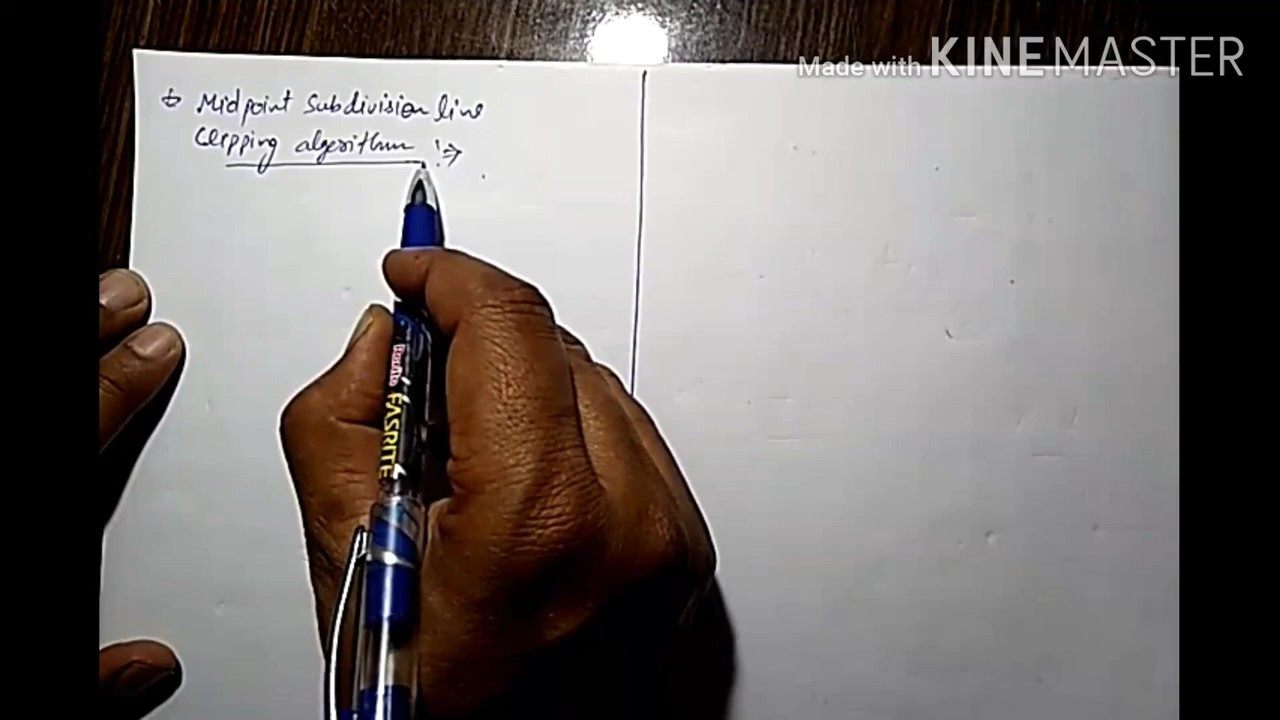 Made with KINEMASTER
Midpoint Subdivision line
Clipping algorithm :⇒
FASRITE